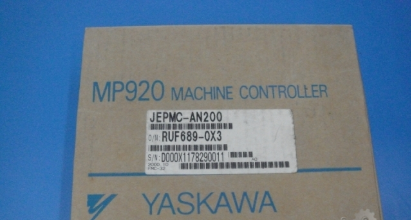 MP920 MACHINE CONTROLLER
JEPMC-AN200
O/N. RUF689-0X3
S/N. D000X1178290011
YASKAWA